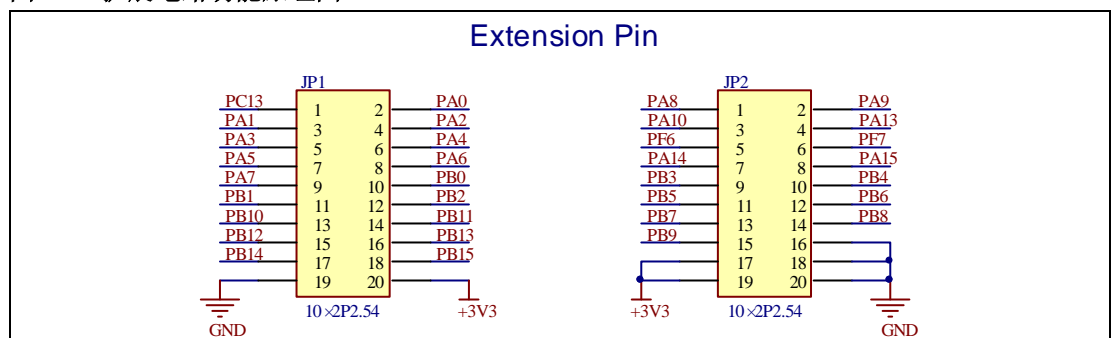 Extension Pin
JP1
PC13 1 2 PA0
PA1 3 4 PA2
PA3 5 6 PA4
PA5 7 8 PA6
PA7 9 10 PB0
PB1 11 12 PB2
PB10 13 14 PB11
PB12 15 16 PB13
PB14 17 18 PB15
19 20
GND 10×2P2.54 +3V3
JP2
PA8 1 2 PA9
PA10 3 4 PA13
PF6 5 6 PF7
PA14 7 8 PA15
PB3 9 10 PB4
PB5 11 12 PB6
PB7 13 14 PB8
PB9 15 16
17 18
19 20
+3V3 10×2P2.54 GND